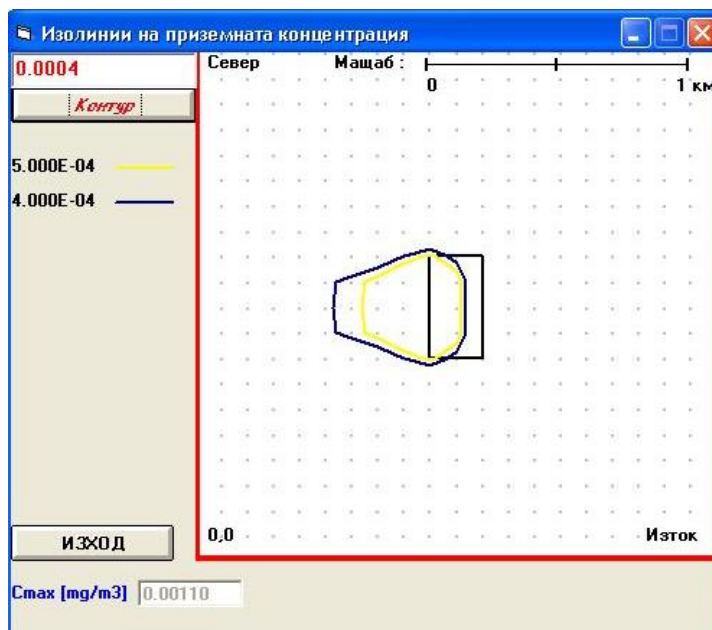 Изолинии на приземната концентрация
0.0004
Контур
5.000E-04
4.000E-04
Север Мащаб :
0 1 км
0,0 Изток
ИЗХОД
Cmax [mg/m3] 0.00110